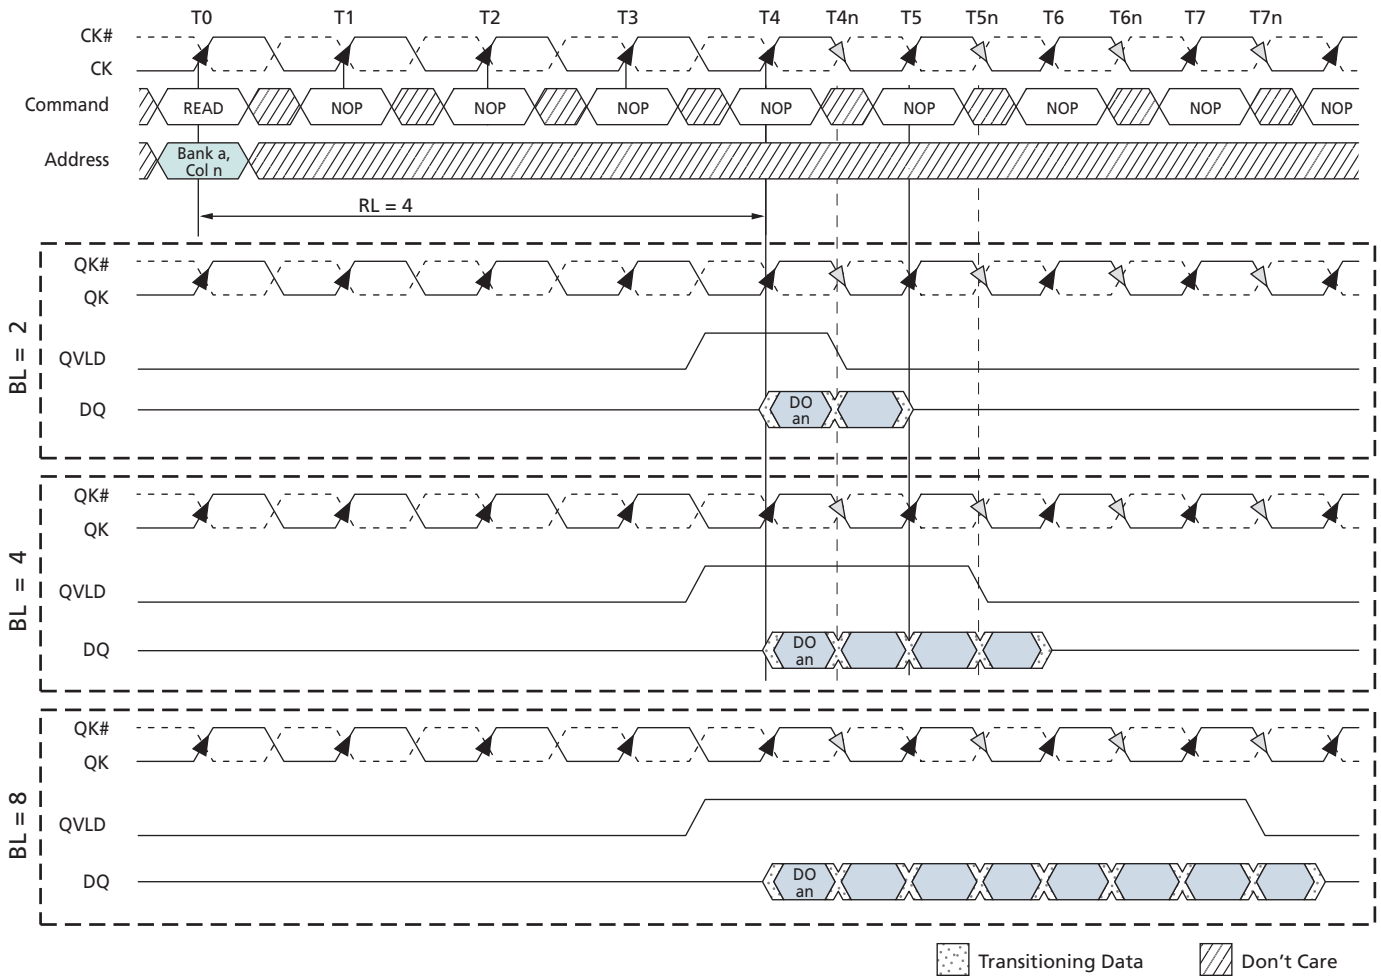 T0 T1 T2 T3 T4 T4n T5 T5n T6 T6n T7 T7n
CK#
CK
Command READ NOP NOP NOP NOP NOP NOP NOP NOP
Address Bank a,
Col n
RL = 4
BL = 2
QK#
QK
QVLD
DQ DO
an
BL = 4
QK#
QK
QVLD
DQ DO
an
BL = 8
QK#
QK
QVLD
DQ DO
an
Transitioning Data Don't Care